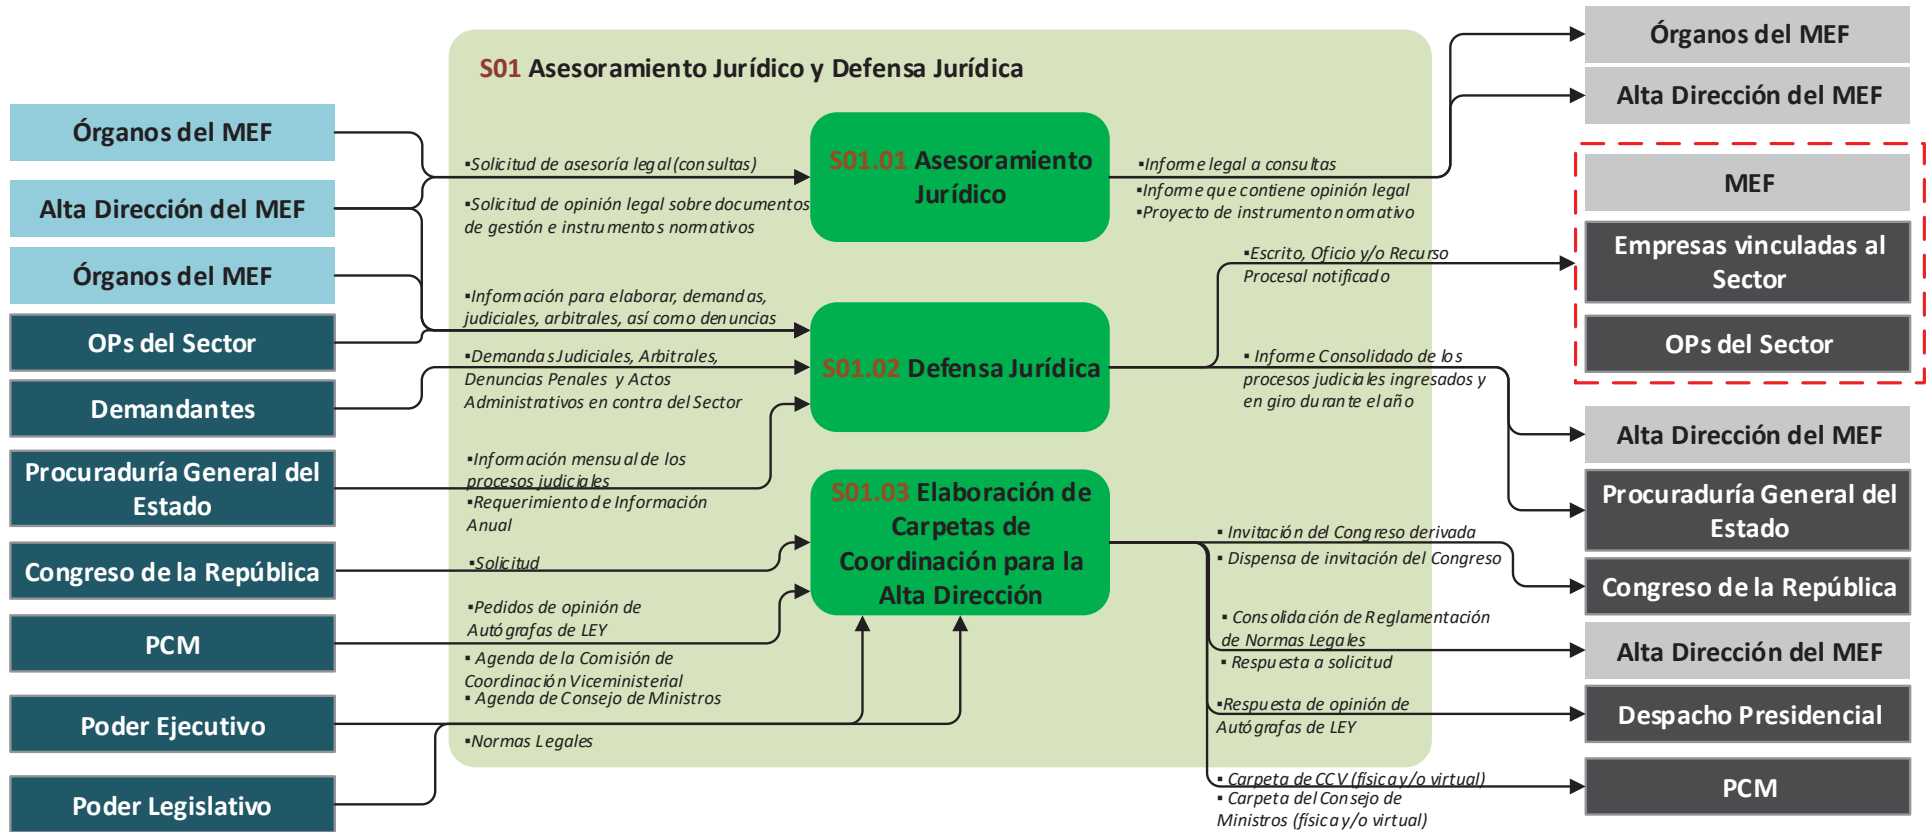 S01 Asesoramiento Jurídico y Defensa Jurídica
Órganos del MEF
Alta Dirección del MEF
Órganos del MEF
OPs del Sector
Demandantes
Procuraduría General del
Estado
Congreso de la República
PCM
Poder Ejecutivo
Poder Legislativo
▪Solicitud de asesoría legal (consultas)
▪Solicitud de opinión legal sobre documentos
de gestión e instrumentos normativos
▪Información para elaborar, demandas,
judiciales, arbitrales, así como denuncias
▪Demandas Judiciales, Arbitrales,
Denuncias Penales y Actos
Administrativos en contra del Sector
▪Información mensual de los
procesos judiciales
▪Requerimiento de Información
Anual
▪Solicitud
▪Pedidos de opinión de
Autógrafas de LEY
▪ Agenda de la Comisión de
Coordinación Viceministerial
▪ Agenda de Consejo de Ministros
▪Normas Legales
S01.01 Asesoramiento
Jurídico
S01.02 Defensa Jurídica
S01.03 Elaboración de
Carpetas de
Coordinación para la
Alta Dirección
▪Informe legal a consultas
▪Informe que contiene opinión legal
▪Proyecto de instrumento normativo
▪Escrito, Oficio y/o Recurso
Procesal notificado
▪ Informe Consolidado de los
procesos judiciales ingresados y
en giro durante el año
▪ Invitación del Congreso derivada
▪ Dispensa de invitación del Congreso
▪ Consolidación de Reglamentación
de Normas Legales
▪ Respuesta a solicitud
▪Respuesta de opinión de
Autógrafas de LEY
▪ Carpeta de CCV (física y/o virtual)
▪ Carpeta del Consejo de
Ministros (física y/o virtual)
Órganos del MEF
Alta Dirección del MEF
MEF
Empresas vinculadas al
Sector
OPs del Sector
Alta Dirección del MEF
Procuraduría General del
Estado
Congreso de la República
Alta Dirección del MEF
Despacho Presidencial
PCM